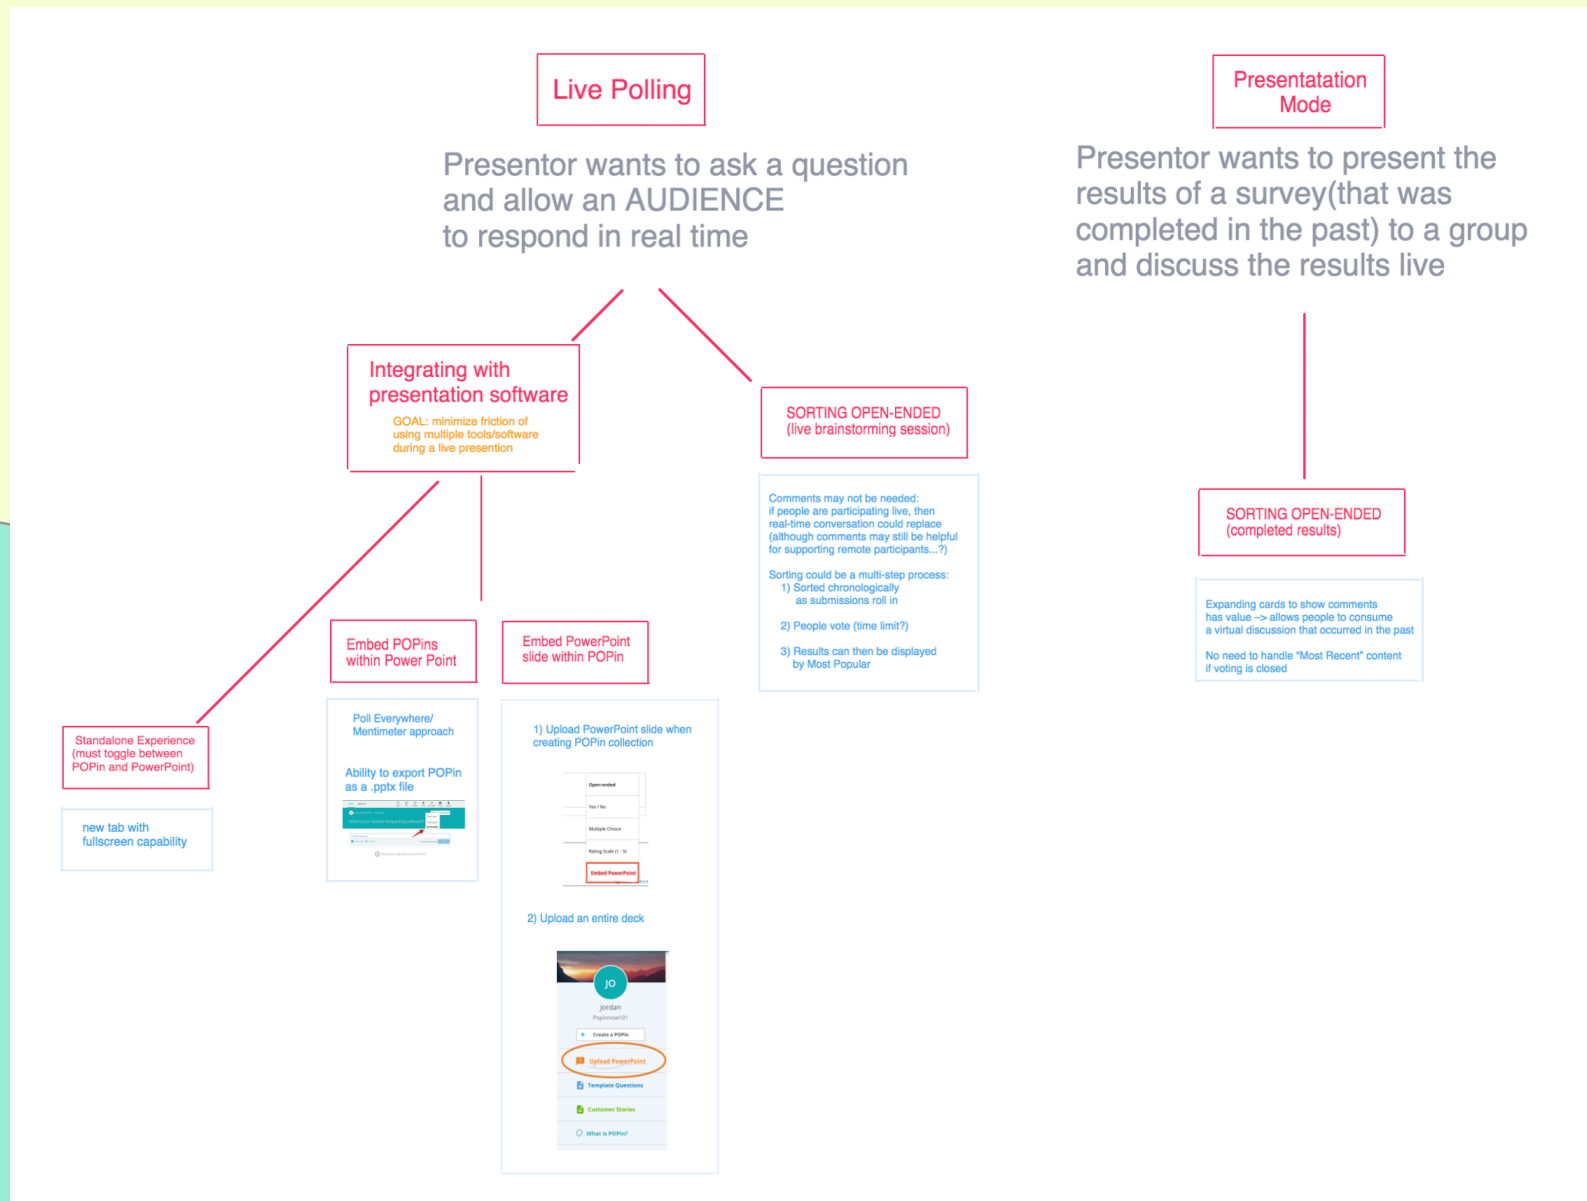 Live Polling
Presentor wants to ask a question
and allow an AUDIENCE
to respond in real time
Presentatation
Mode
Presentor wants to present the
results of a survey(that was
completed in the past) to a group
and discuss the results live
Integrating with
presentation software
GOAL: minimize friction of
using multiple tools/software
during a live presention
SORTING OPEN-ENDED
(live brainstorming session)
Comments may not be needed:
if people are participating live, then
real-time conversation could replace
(although comments may still be helpful
for supporting remote participants...?)
Sorting could be a multi-step process:
1) Sorted chronologically
as submissions roll in
2) People vote (time limit?)
3) Results can then be displayed
by Most Popular
SORTING OPEN-ENDED
(completed results)
Expanding cards to show comments
has value –> allows people to consume
a virtual discussion that occurred in the past
No need to handle “Most Recent” content
if voting is closed
Standalone Experience
(must toggle between
POPin and PowerPoint)
new tab with
fullscreen capability
Embed POPins
within Power Point
Poll Everywhere/
Mentimeter approach
Ability to export POPin
as a .pptx file
Embed PowerPoint
slide within POPin
1) Upload PowerPoint slide when
creating POPin collection
Open-ended
Yes / No
Multiple Choice
Rating Scale (1 - 5)
Embed PowerPoint
2) Upload an entire deck
JO
jordan
Popinnow101
+ Create a POPin
Upload PowerPoint
Template Questions
Customer Stories
What is POPin?